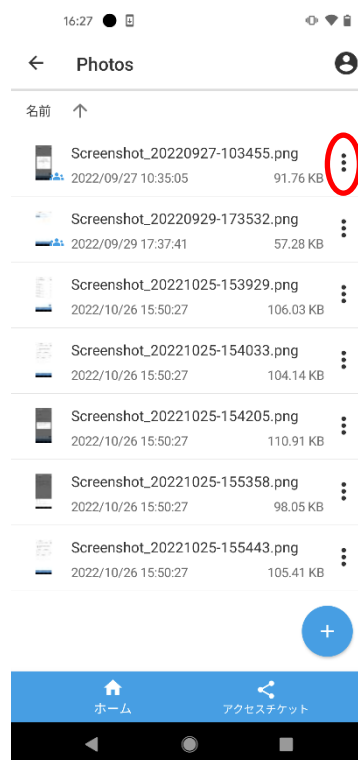 16:27
Photos
名前
Screenshot_20220927-103455.png
2022/09/27 10:35:05 91.76 KB
Screenshot_20220929-173532.png
2022/09/29 17:37:41 57.28 KB
Screenshot_20221025-153929.png
2022/10/26 15:50:27 106.03 KB
Screenshot_20221025-154033.png
2022/10/26 15:50:27 104.14 KB
Screenshot_20221025-154205.png
2022/10/26 15:50:27 110.91 KB
Screenshot_20221025-155358.png
2022/10/26 15:50:27 98.05 KB
Screenshot_20221025-155443.png
2022/10/26 15:50:27 105.41 KB
ホーム アクセスチケット